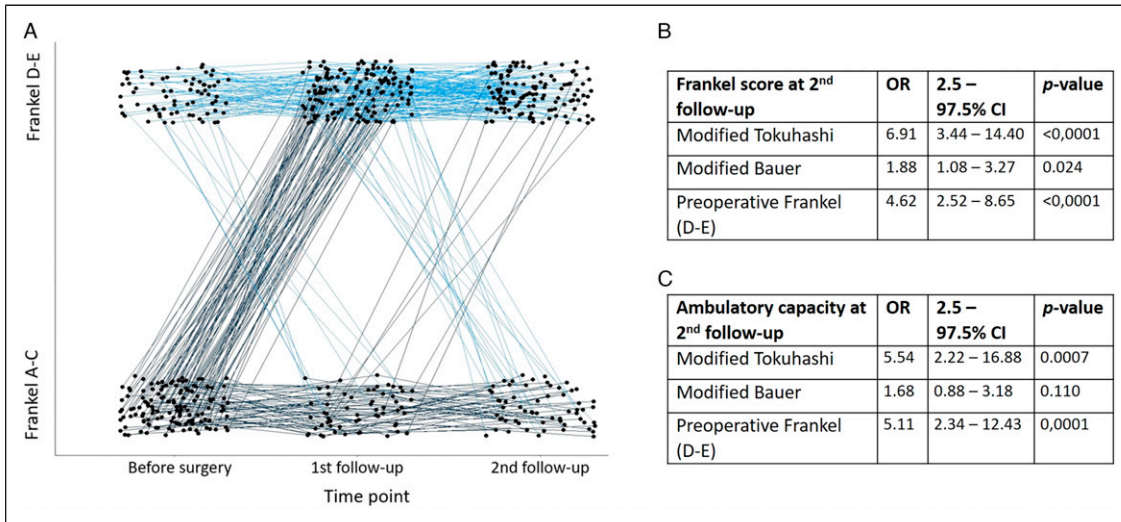 A
Frankel D-E
Frankel A-C
Before surgery
1st follow-up
2nd follow-up
Time point
B
Frankel score at 2nd follow-up OR 2.5 – 97.5% CI p-value
Modified Tokuhashi 6.91 3.44 – 14.40 <0,0001
Modified Bauer 1.88 1.08 – 3.27 0.024
Preoperative Frankel (D-E) 4.62 2.52 – 8.65 <0,0001
C
Ambulatory capacity at 2nd follow-up OR 2.5 – 97.5% CI p-value
Modified Tokuhashi 5.54 2.22 – 16.88 0.0007
Modified Bauer 1.68 0.88 – 3.18 0.110
Preoperative Frankel (D-E) 5.11 2.34 – 12.43 0,0001